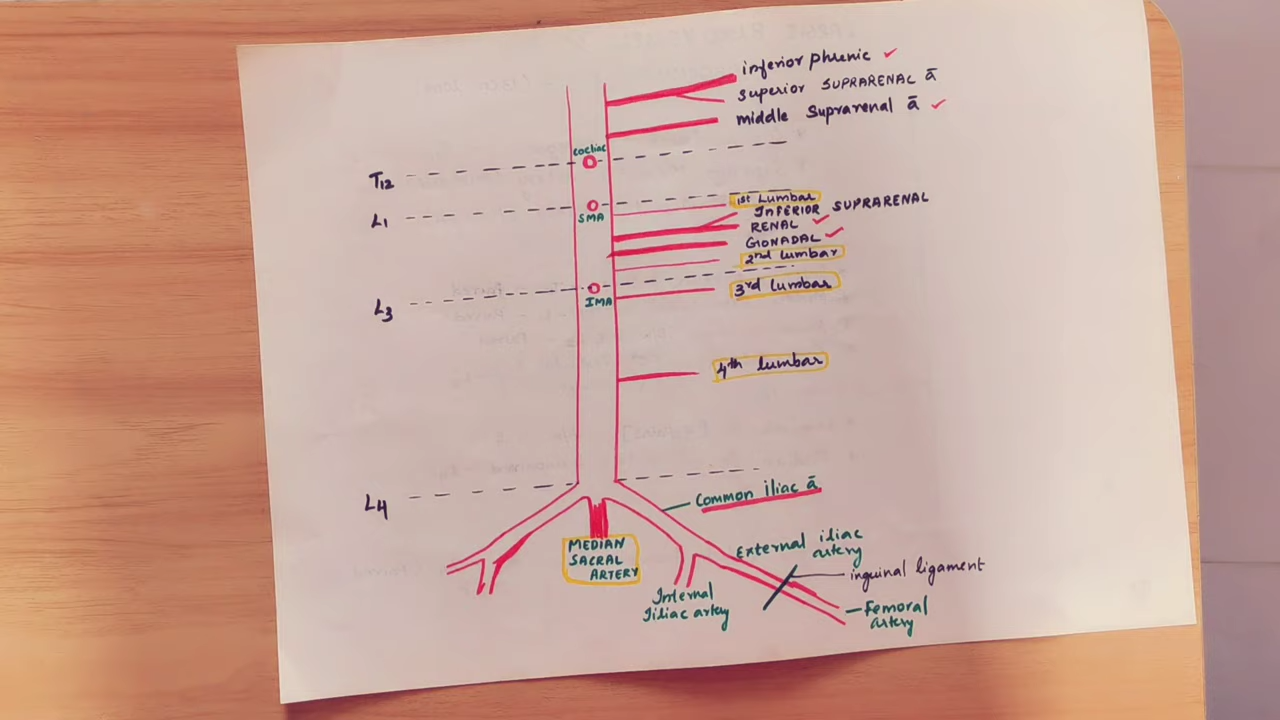 inferior phrenic ✓
superior SUPRARENAL ā
middle Suprarenal ā ✓
coeliac
T12
L1
SMA
1st Lumbar
INFERIOR SUPRARENAL
RENAL ✓
GONADAL ✓
2nd lumbar
L3
IMA
3rd lumbar
4th lumbar
L4
Common iliac ā
MEDIAN
SACRAL
ARTERY
External iliac
artery
inguinal ligament
Internal
Iiliac artery
Femoral
artery